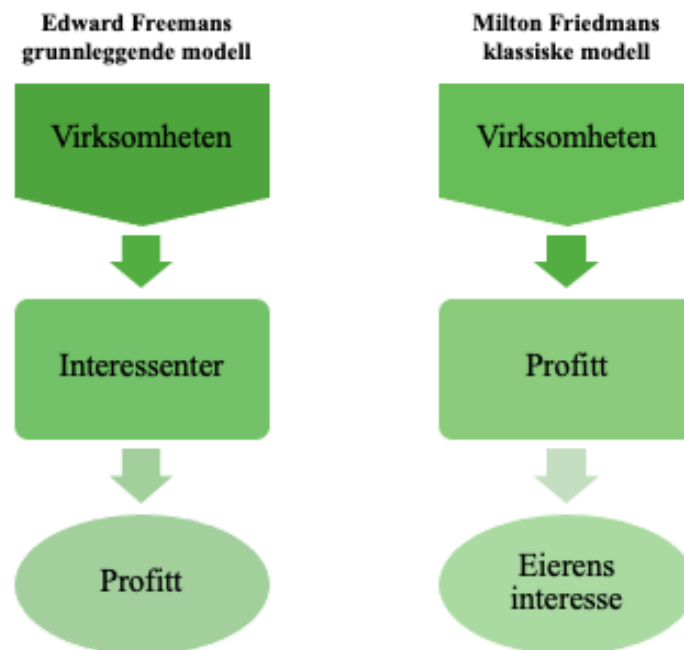 Edward Freemans
grunnleggende modell
Virksomheten
Interessenter
Profitt
Milton Friedmans
klassiske modell
Virksomheten
Profitt
Eierens
interesse